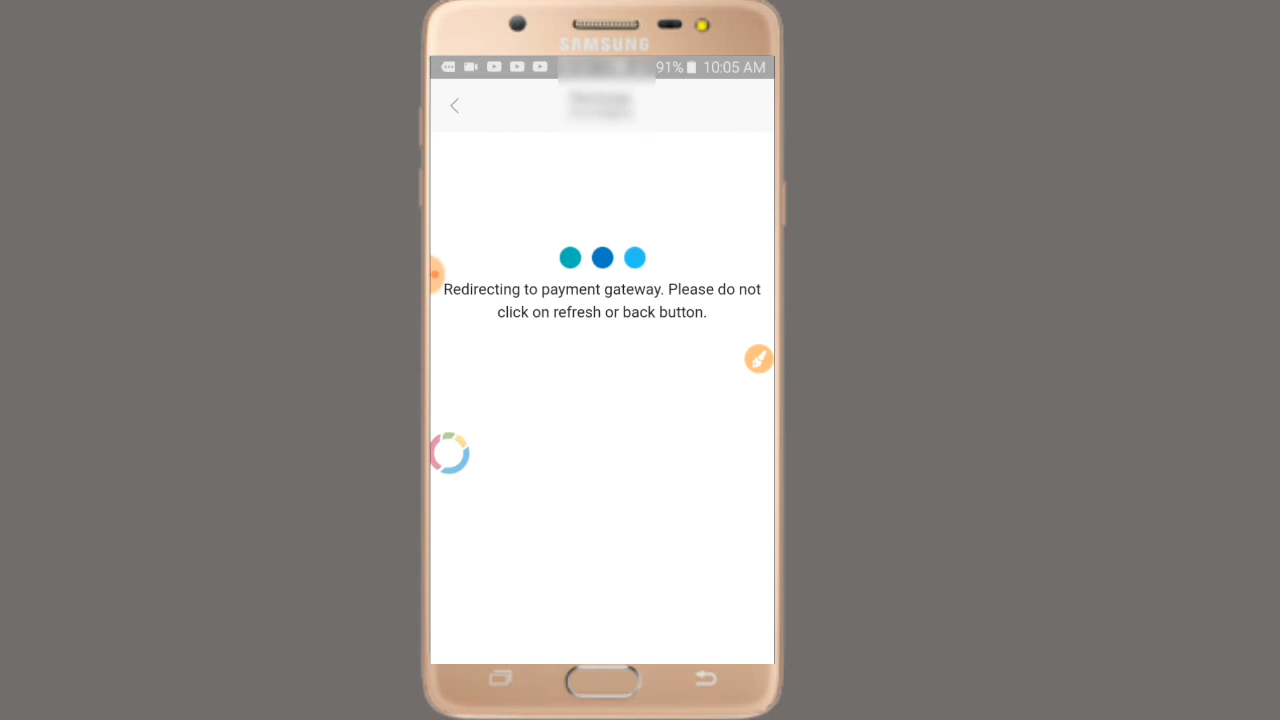 SAMSUNG
91% 10:05 AM
Redirecting to payment gateway. Please do not
click on refresh or back button.